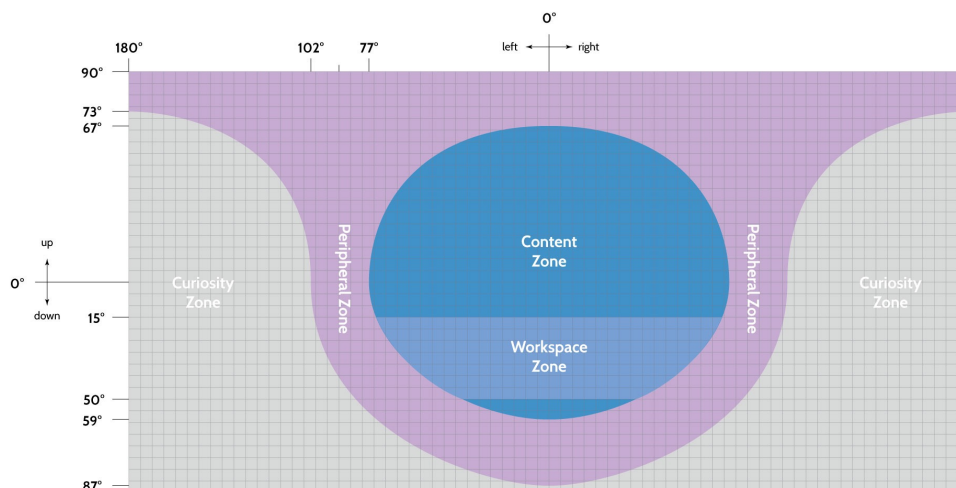 0°
left right
180° 102° 77°
90°
73°
67°
up
0°
down
15°
50°
59°
87°
Curiosity
Zone
Peripheral Zone
Content
Zone
Workspace
Zone
Peripheral Zone
Curiosity
Zone